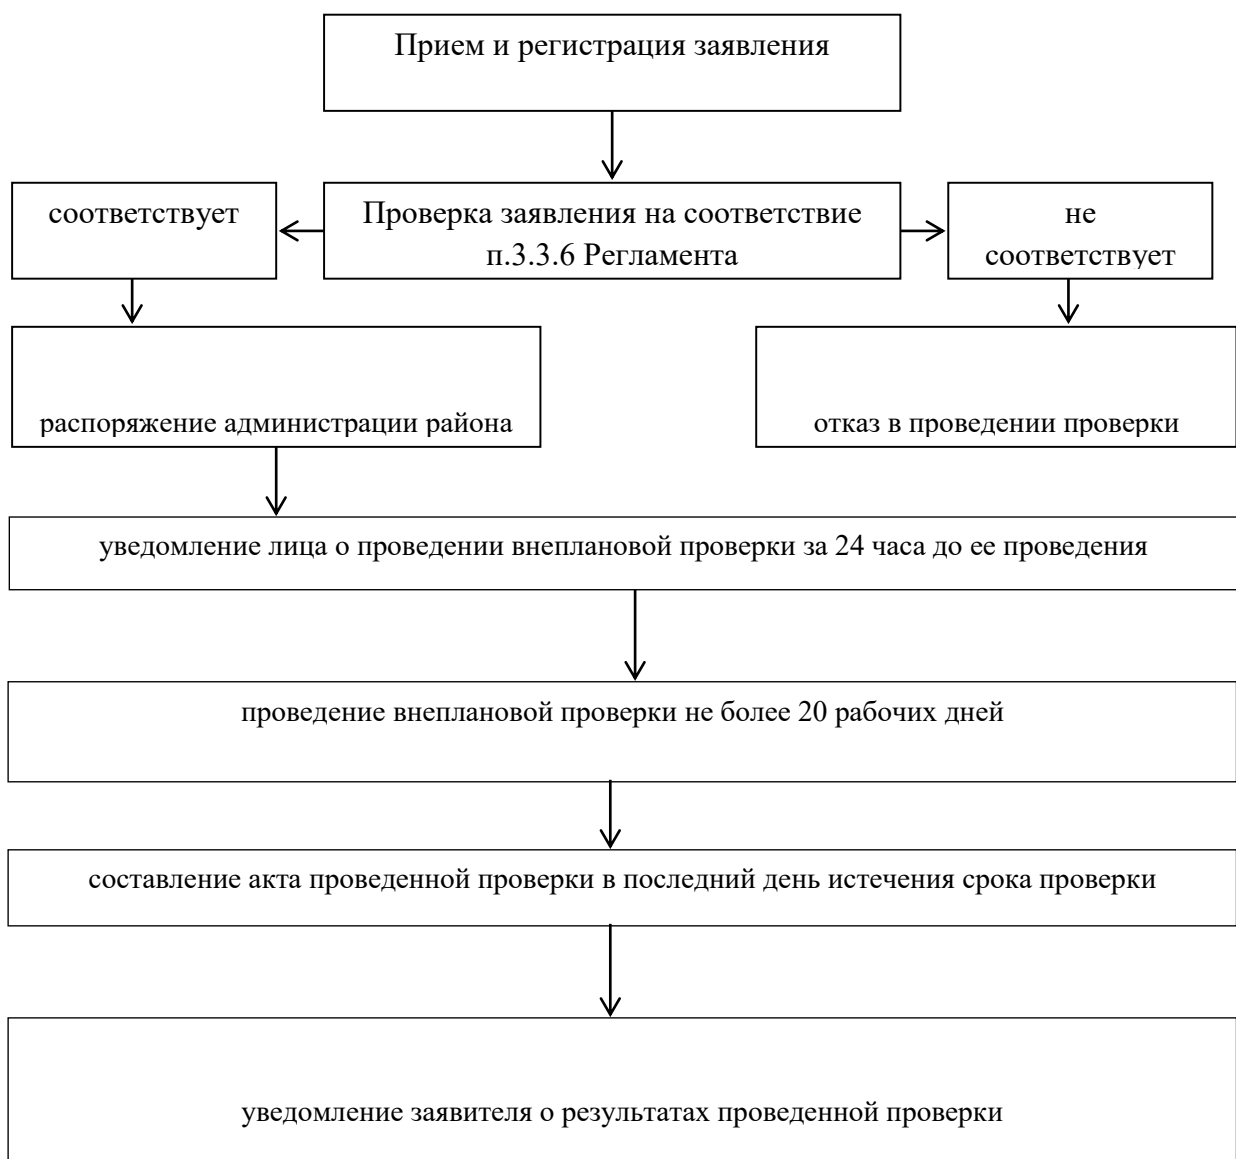 Прием и регистрация заявления
соответствует
Проверка заявления на соответствие
п.3.3.6 Регламента
не
соответствует
распоряжение администрации района
отказ в проведении проверки
уведомление лица о проведении внеплановой проверки за 24 часа до ее проведения
проведение внеплановой проверки не более 20 рабочих дней
составление акта проведенной проверки в последний день истечения срока проверки
уведомление заявителя о результатах проведенной проверки